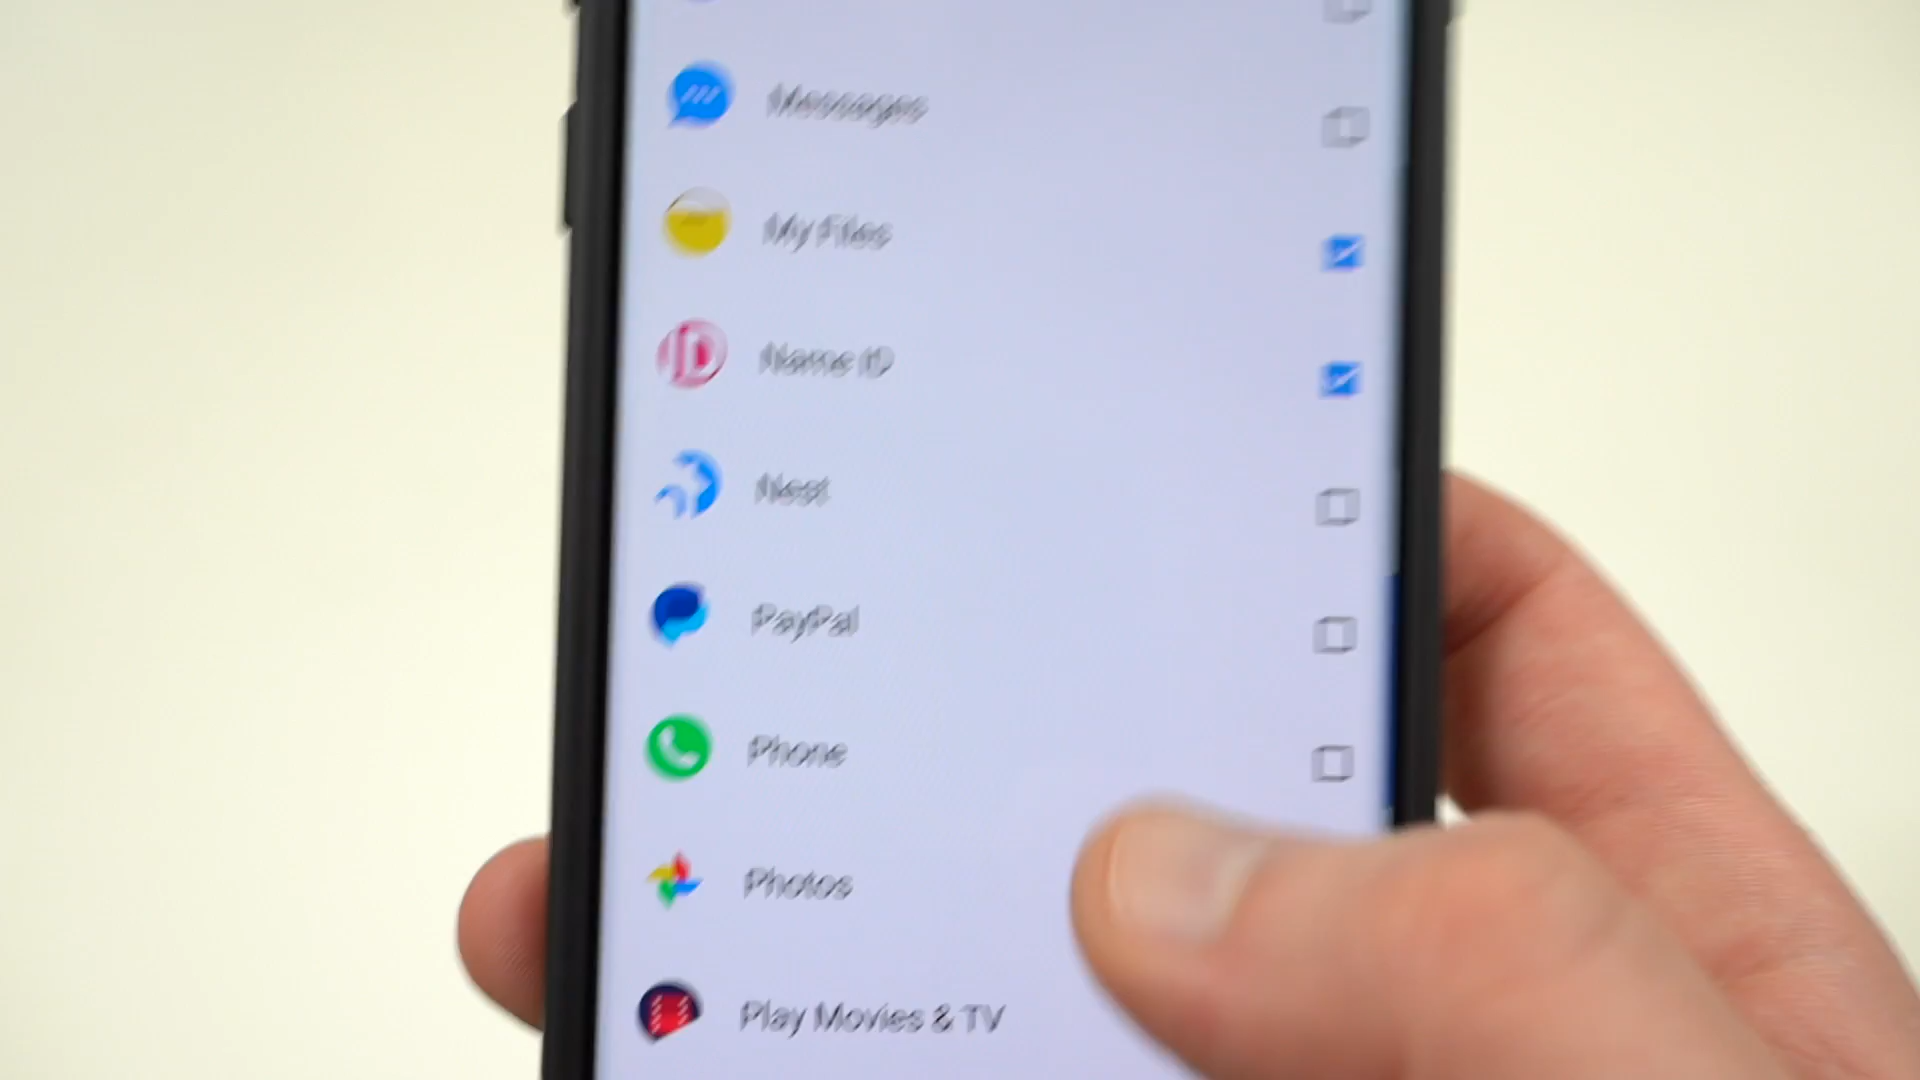 Messages
My Files
Name ID
Nest
PayPal
Phone
Photos
Play Movies & TV